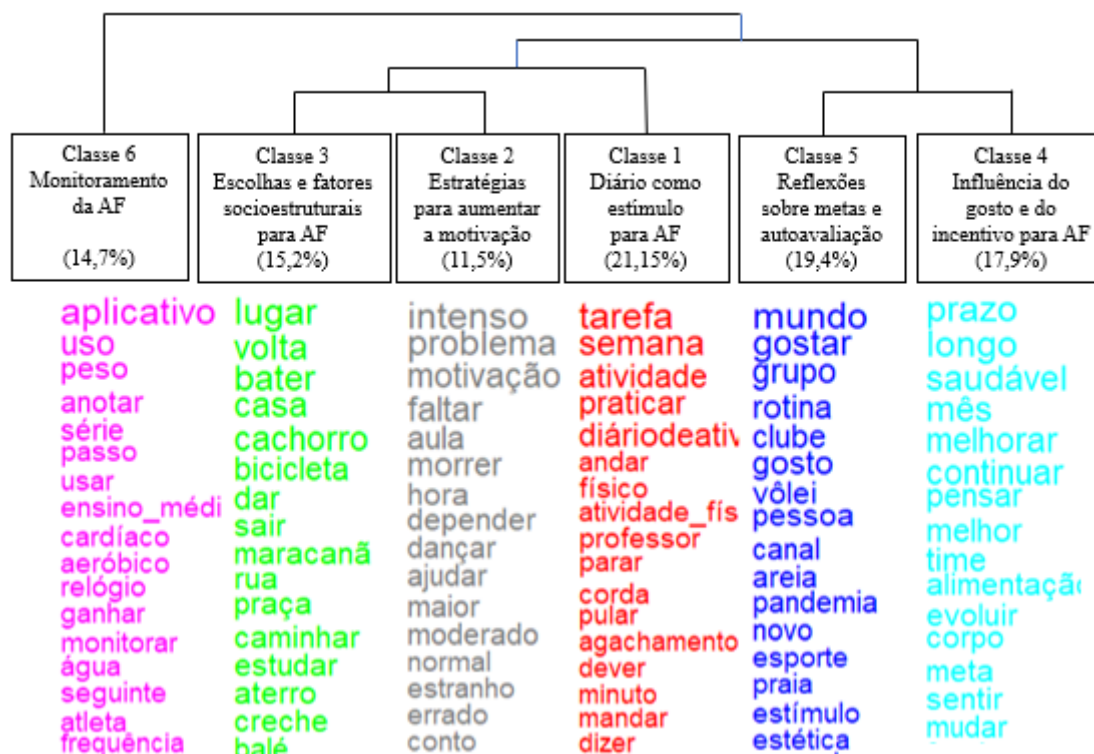 Classe 6
Monitoramento
da AF
(14,7%)
Classe 3
Escolhas e fatores
socioestruturais
para AF
(15,2%)
Classe 2
Estratégias
para aumentar
a motivação
(11,5%)
Classe 1
Diário como
estímulo
para AF
(21,15%)
Classe 5
Reflexões
sobre metas e
autoavaliação
(19,4%)
Classe 4
Influência do
gosto e do
incentivo para AF
(17,9%)
aplicativo
uso
peso
anotar
série
passo
usar
ensino_médi
cardíaco
aeróbico
relógio
ganhar
monitorar
água
seguinte
atleta
frequência
lugar
volta
bater
casa
cachorro
bicicleta
dar
sair
maracanã
rua
praça
caminhar
estudar
aterro
creche
balé
intenso
problema
motivação
faltar
aula
morrer
hora
depender
dançar
ajudar
maior
moderado
normal
estranho
errado
conto
tarefa
semana
atividade
praticar
diáriodeativ
andar
físico
atividade_fís
professor
parar
corda
pular
agachamento
dever
minuto
mandar
dizer
mundo
gostar
grupo
rotina
clube
gosto
vôlei
pessoa
canal
areia
pandemia
novo
esporte
praia
estímulo
estética
prazo
longo
saudável
mês
melhorar
continuar
pensar
melhor
time
alimentação
evoluir
corpo
meta
sentir
mudar